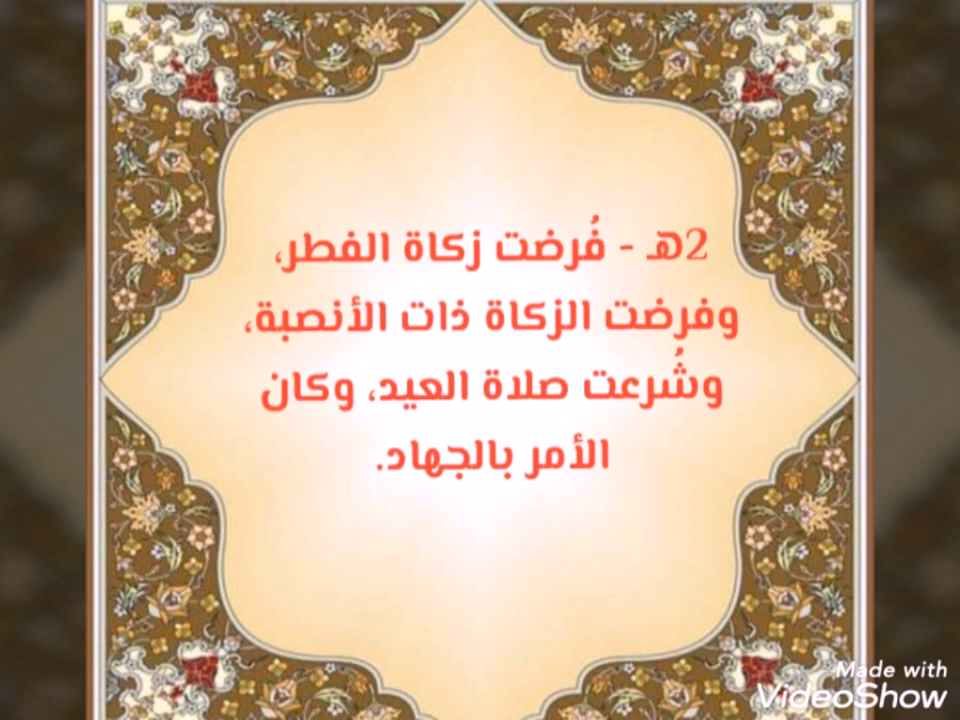 2هـ - فُرضت زكاة الفطر،
وفرضت الزكاة ذات الأنصبة،
وشُرعت صلاة العيد، وكان
الأمر بالجهاد.
Made with
VideoShow